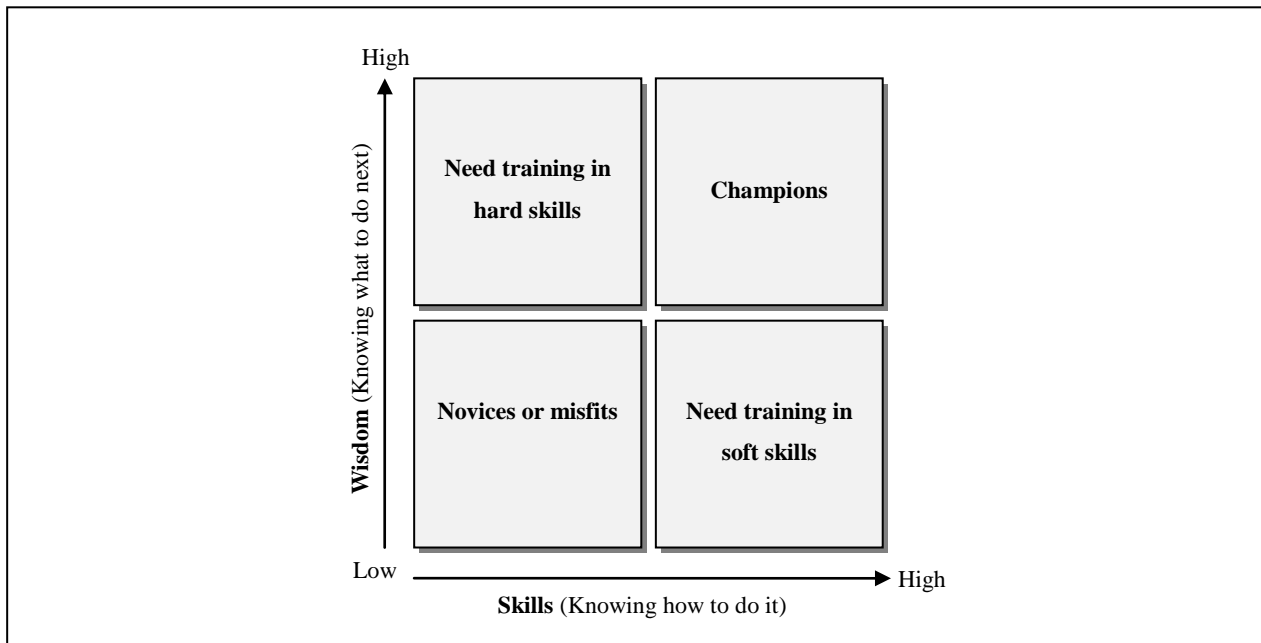 High
Wisdom (Knowing what to do next)
Need training in
hard skills
Champions
Novices or misfits
Need training in
soft skills
Low
High
Skills (Knowing how to do it)